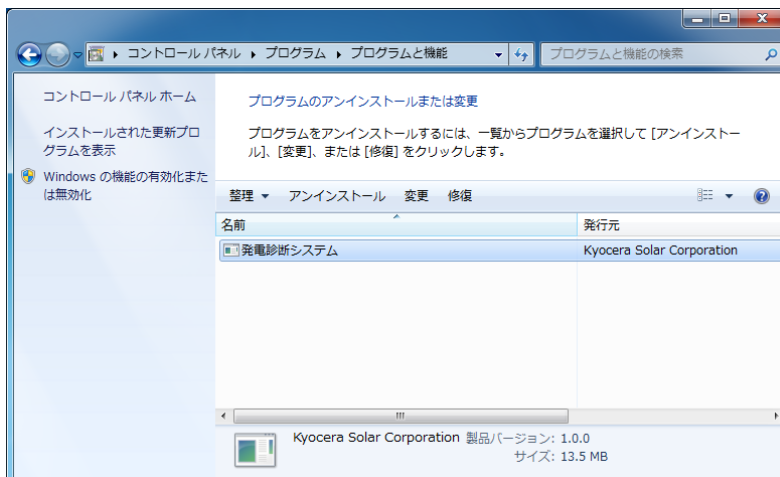 コントロール パネル ▸ プログラム ▸ プログラムと機能
プログラムと機能の検索
コントロール パネル ホーム
インストールされた更新プロ
グラムを表示
Windows の機能の有効化また
は無効化
プログラムのアンインストールまたは変更
プログラムをアンインストールするには、一覧からプログラムを選択して [アンインストー
ル]、[変更]、または [修復] をクリックします。
整理 ▼ アンインストール 変更 修復
名前 発行元
発電診断システム Kyocera Solar Corporation
Kyocera Solar Corporation 製品バージョン: 1.0.0
サイズ: 13.5 MB